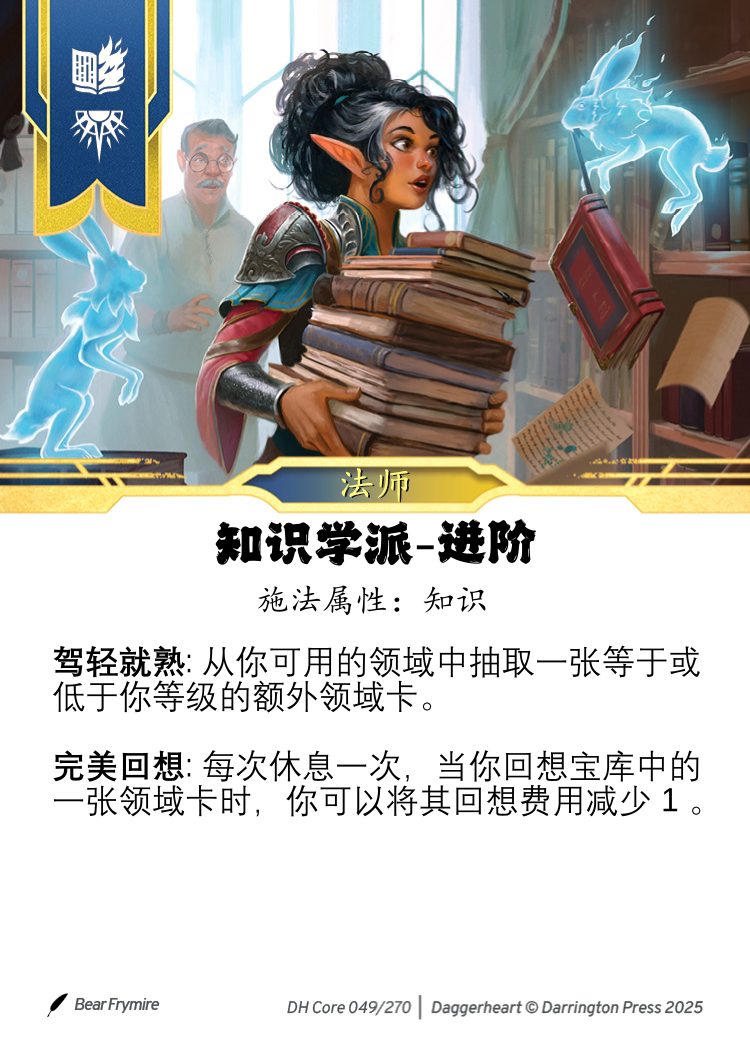 法师
知识学派-进阶
施法属性：知识
驾轻就熟: 从你可用的领域中抽取一张等于或
低于你等级的额外领域卡。
完美回想: 每次休息一次，当你回想宝库中的
一张领域卡时，你可以将其回想费用减少 1 。
Bear Frymire
DH Core 049/270 | Daggerheart © Darrington Press 2025